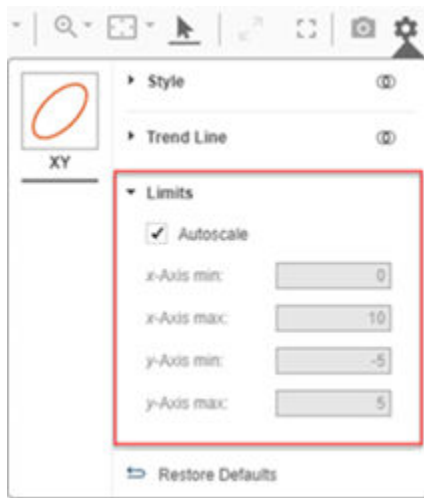 Style
Trend Line
XY
Limits
Autoscale
x-Axis min: 0
x-Axis max: 10
y-Axis min: -5
y-Axis max: 5
Restore Defaults